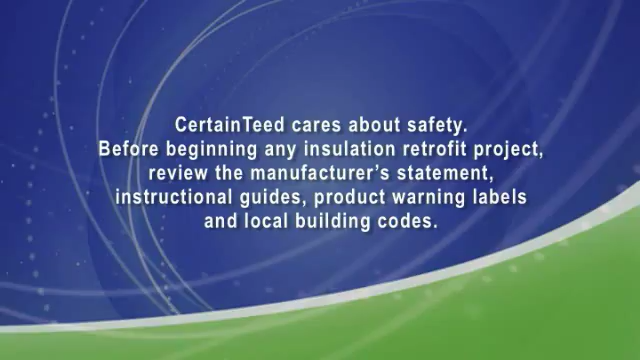 CertainTeed cares about safety.
Before beginning any insulation retrofit project,
review the manufacturer's statement,
instructional guides, product warning labels
and local building codes.